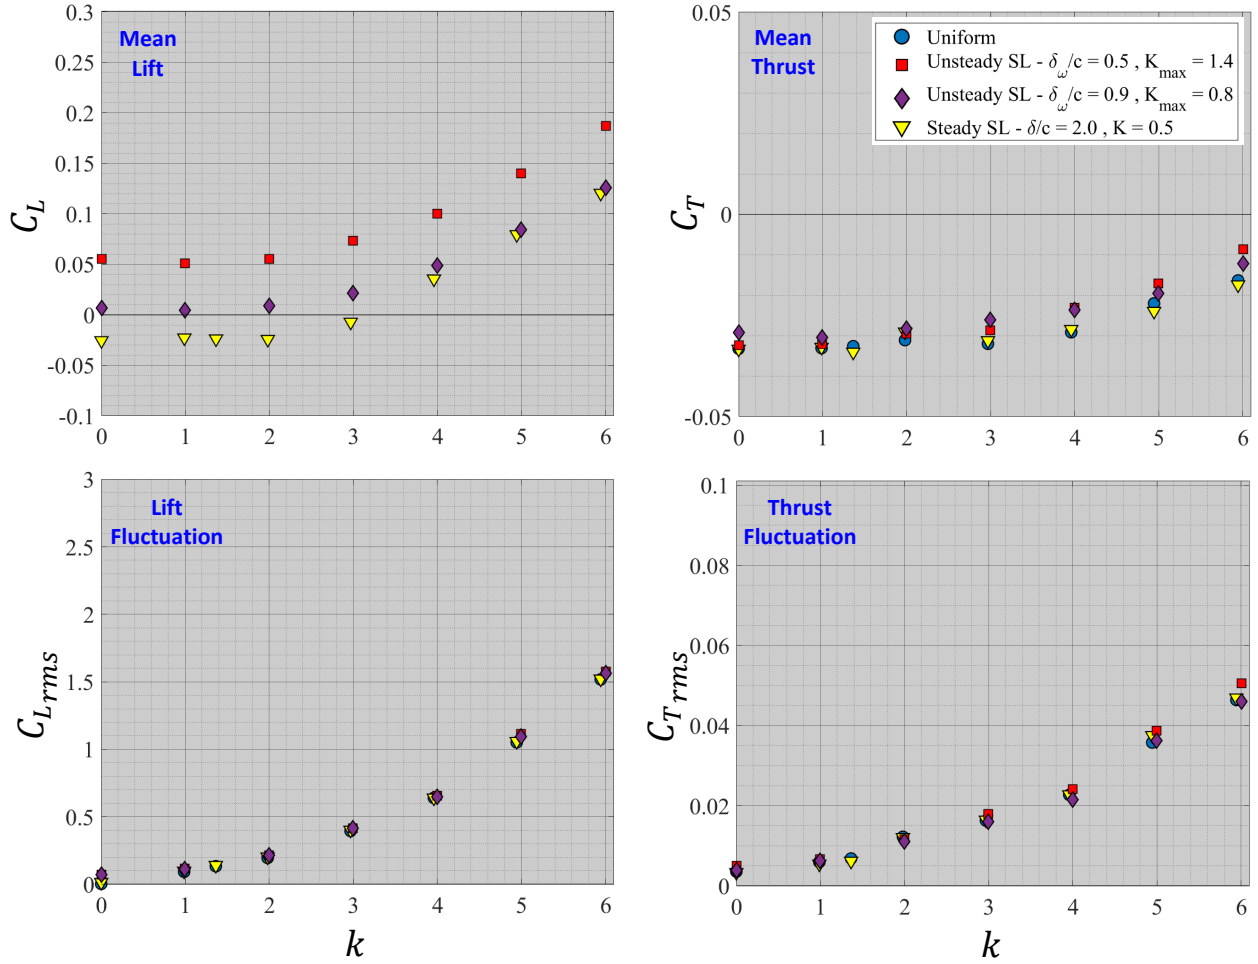 Mean
Lift
0.3
0.25
0.2
0.15
0.1
0.05
0
-0.05
-0.1
C_L
0 1 2 3 4 5 6
Mean
Thrust
Uniform
Unsteady SL - δ_ω/c = 0.5 , K_max = 1.4
Unsteady SL - δ_ω/c = 0.9 , K_max = 0.8
Steady SL - δ/c = 2.0 , K = 0.5
0.05
0
-0.05
C_T
0 1 2 3 4 5 6
Lift
Fluctuation
3
2.5
2
1.5
1
0.5
0
C_L rms
0 1 2 3 4 5 6
k
Thrust
Fluctuation
0.1
0.08
0.06
0.04
0.02
0
C_T rms
0 1 2 3 4 5 6
k